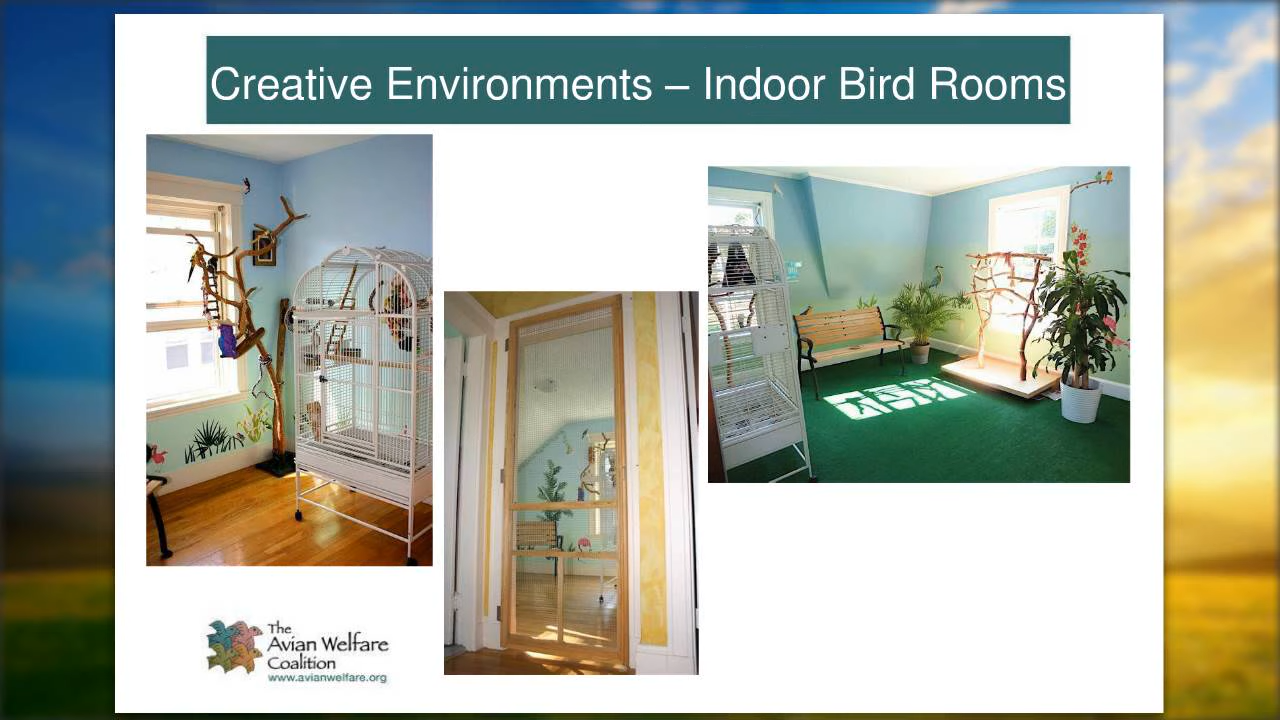 Creative Environments – Indoor Bird Rooms
The
Avian Welfare
Coalition
www.avianwelfare.org